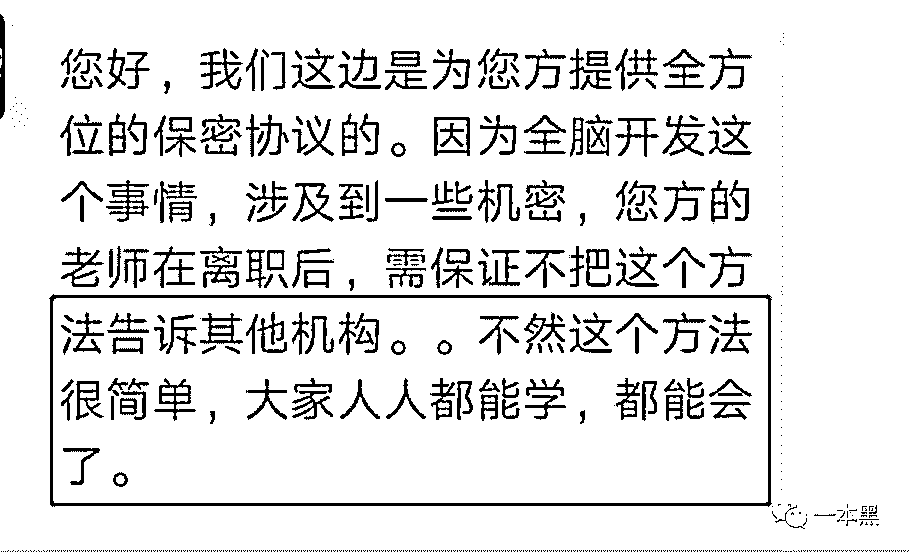 您好，我们这边是为您方提供全方
位的保密协议的。因为全脑开发这
个事情，涉及到一些机密，您方的
老师在离职后，需保证不把这个方
法告诉其他机构。。不然这个方法
很简单，大家人人都能学，都能会
了。
一本黑